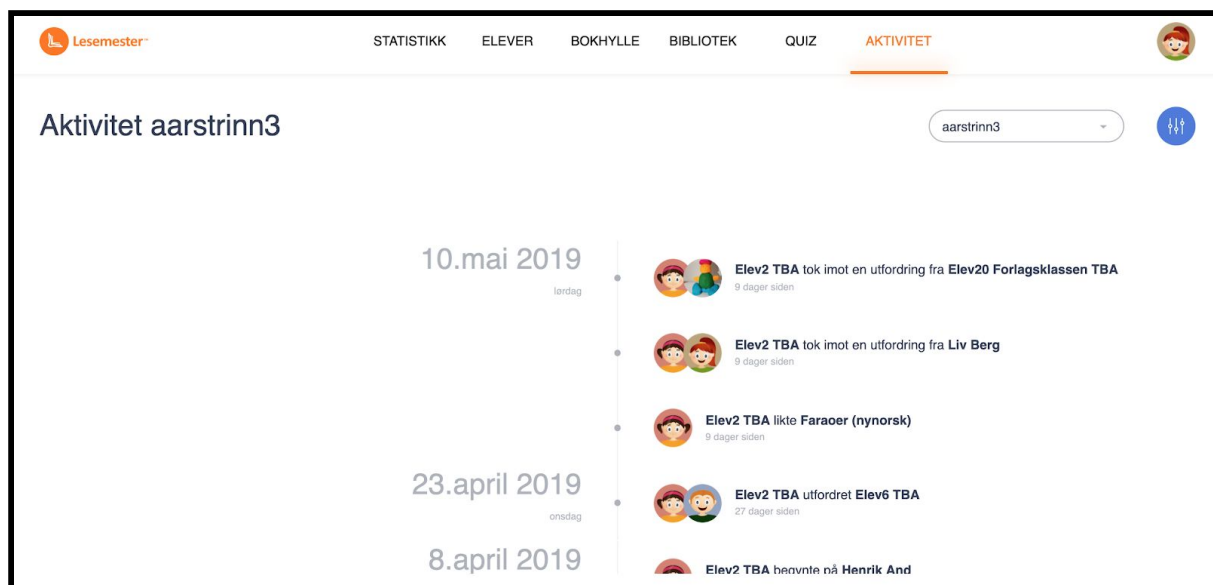 Lesemester
STATISTIKK ELEVER BOKHYLLE BIBLIOTEK QUIZ AKTIVITET
Aktivitet aarstrinn3
aarstrinn3
10.mai 2019
lørdag
Elev2 TBA tok imot en utfordring fra Elev20 Forlagsklassen TBA
9 dager siden
Elev2 TBA tok imot en utfordring fra Liv Berg
9 dager siden
Elev2 TBA likte Faraoer (nynorsk)
9 dager siden
23.april 2019
onsdag
Elev2 TBA utfordret Elev6 TBA
27 dager siden
8.april 2019
Elev2 TBA begynte på Henrik And